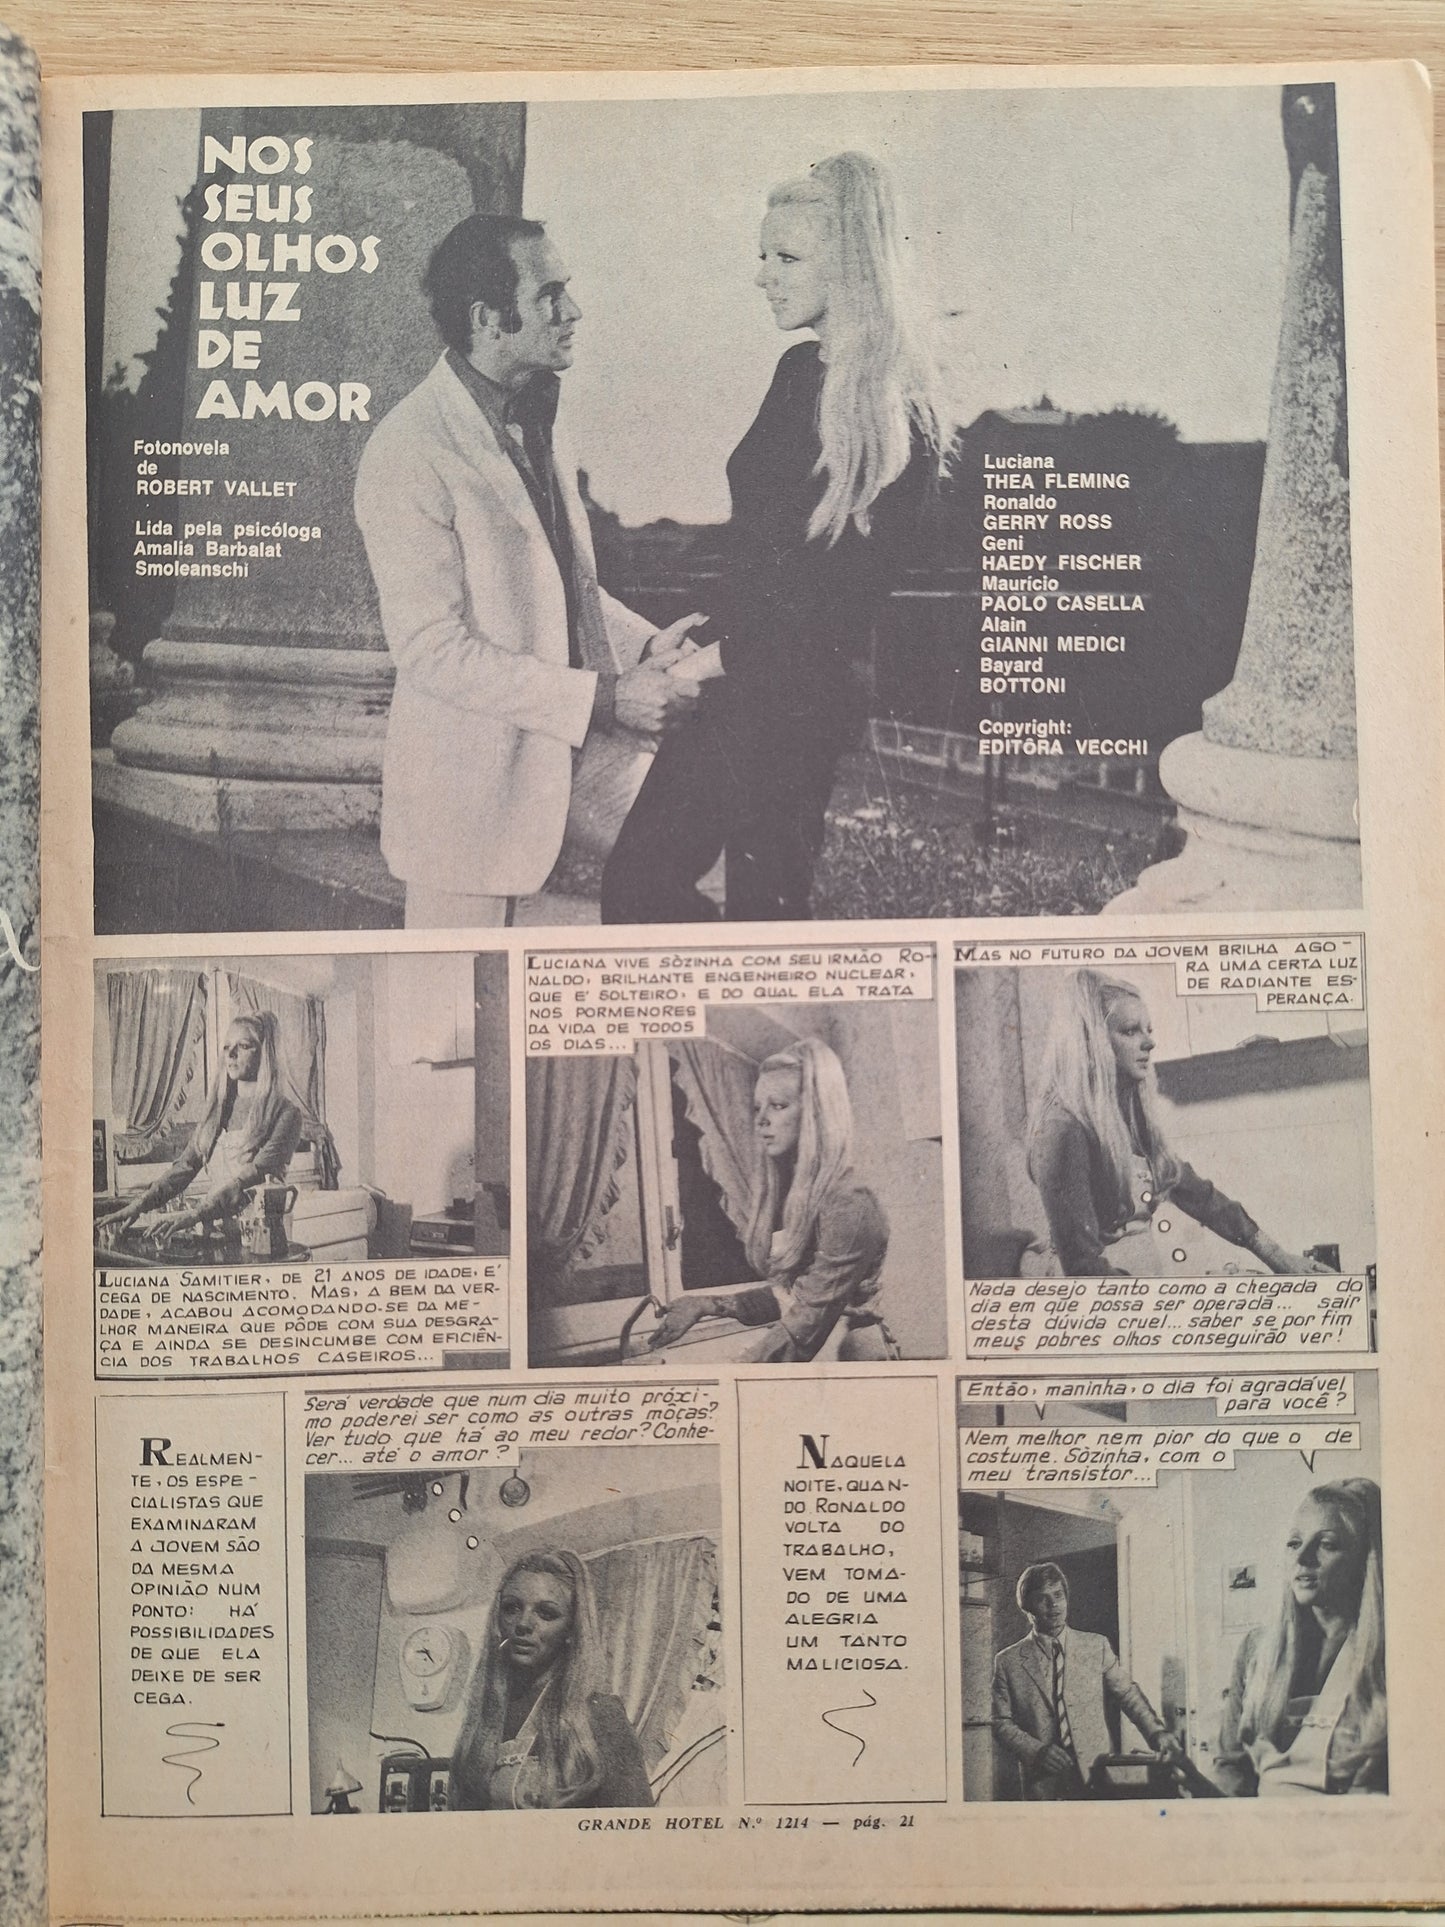 NOS
SEUS
OLHOS
LUZ
DE
AMOR
Fotonovela
de
ROBERT VALLET
Lida pela psicóloga
Amalia Barbalat
Smoleanschi
Luciana
THEA FLEMING
Ronaldo
GERRY ROSS
Geni
HAEDY FISCHER
Maurício
PAOLO CASELLA
Alain
GIANNI MEDICI
Bayard
BOTTONI
Copyright:
EDITÔRA VECCHI
LUCIANA SAMITIER, DE 21 ANOS DE IDADE, É
CEGA DE NASCIMENTO. MAS, A BEM DA VER-
DADE, ACABOU ACOMODANDO-SE DA ME-
LHOR MANEIRA QUE PÔDE COM SUA DESGRA-
ÇA E AINDA SE DESINCUMBE COM EFICIÊN-
CIA DOS TRABALHOS CASEIROS...
LUCIANA VIVE SÒZINHA COM SEU IRMÃO RO-
NALDO, BRILHANTE ENGENHEIRO NUCLEAR,
QUE É SOLTEIRO, E DO QUAL ELA TRATA
NOS PORMENORES
DA VIDA DE TODOS
OS DIAS...
MAS NO FUTURO DA JOVEM BRILHA AGO-
RA UMA CERTA LUZ
DE RADIANTE ES-
PERANÇA.
Nada desejo tanto como a chegada do
dia em que possa ser operada... sair
desta dúvida cruel... saber se por fim
meus pobres olhos conseguirão ver!
REALMEN-
TE, OS ESPE-
CIALISTAS QUE
EXAMINARAM
A JOVEM SÃO
DA MESMA
OPINIÃO NUM
PONTO: HÁ
POSSIBILIDADES
DE QUE ELA
DEIXE DE SER
CEGA.
Será verdade que num dia muito próxi-
mo poderei ser como as outras môças?
Ver tudo que há ao meu redor? Conhe-
cer... até o amor?
NAQUELA
NOITE, QUAN-
DO RONALDO
VOLTA DO
TRABALHO,
VEM TOMA-
DO DE UMA
ALEGRIA
UM TANTO
MALICIOSA.
Então, maninha, o dia foi agradável
para você?
Nem melhor nem pior do que o de
costume. Sòzinha, com o
meu transistor...
GRANDE HOTEL N.º 1214 — pág. 21